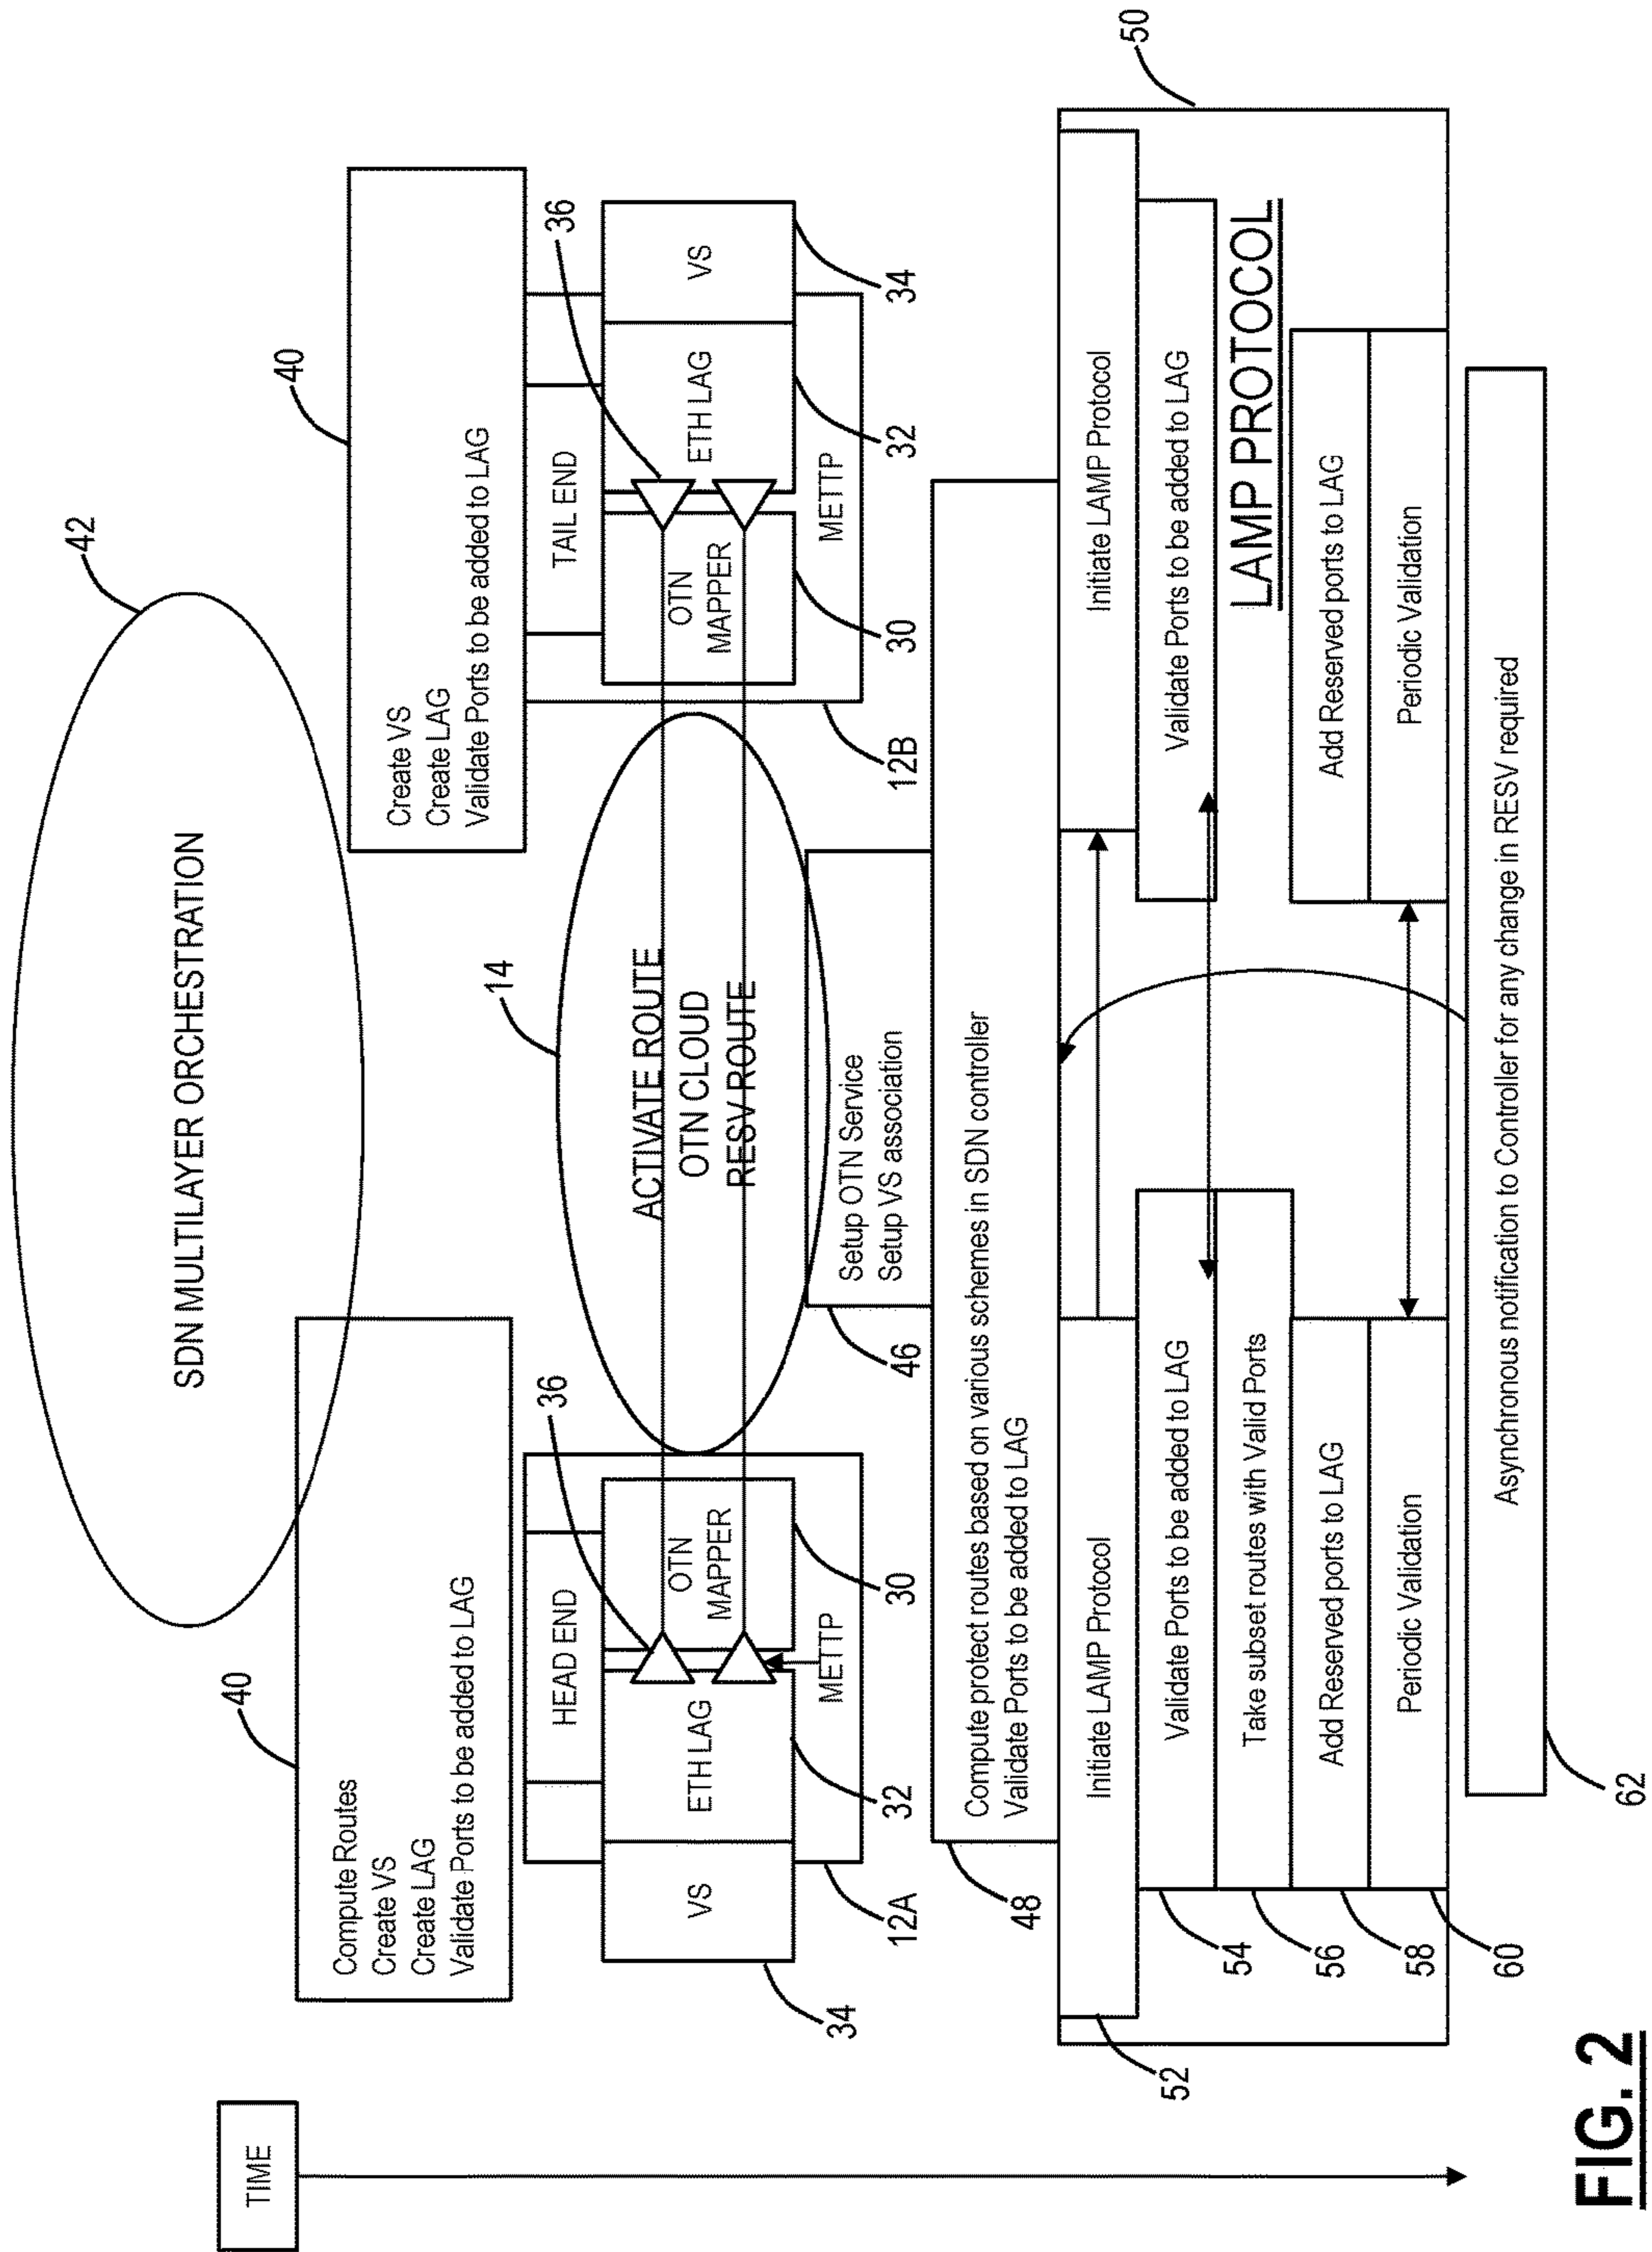 TIME
SDN MULTILAYER ORCHESTRATION
42
40
Compute Routes
Create VS
Create LAG
Validate Ports to be added to LAG
40
Create VS
Create LAG
Validate Ports to be added to LAG
HEAD END
36
VS
ETH LAG
OTN
MAPPER
METTP
34
12A
32
30
14
ACTIVATE ROUTE
OTN CLOUD
RESV ROUTE
TAIL END
36
OTN
MAPPER
ETH LAG
VS
METTP
12B
30
32
34
46
Setup OTN Service
Setup VS association
48
Compute protect routes based on various schemes in SDN controller
Validate Ports to be added to LAG
50
52
Initiate LAMP Protocol
Initiate LAMP Protocol
54
Validate Ports to be added to LAG
Validate Ports to be added to LAG
56
Take subset routes with Valid Ports
LAMP PROTOCOL
58
Add Reserved ports to LAG
Add Reserved ports to LAG
60
Periodic Validation
Periodic Validation
62
Asynchronous notification to Controller for any change in RESV required
FIG. 2